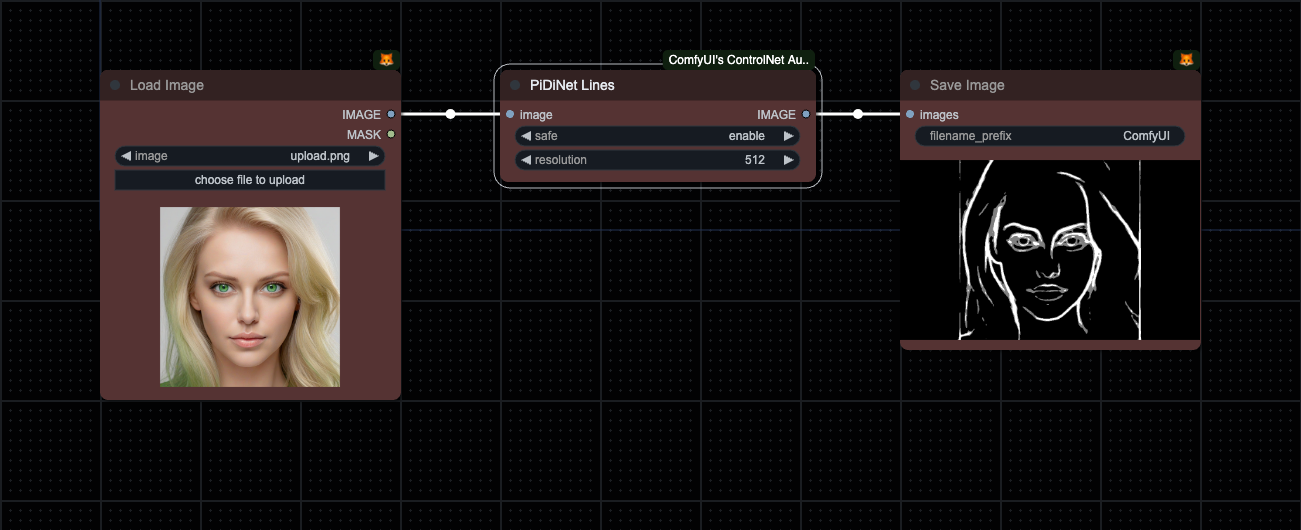 Load Image
IMAGE
MASK
image upload.png
choose file to upload
ComfyUI's ControlNet Au..
PiDiNet Lines
image IMAGE
safe enable
resolution 512
Save Image
images
filename_prefix ComfyUI